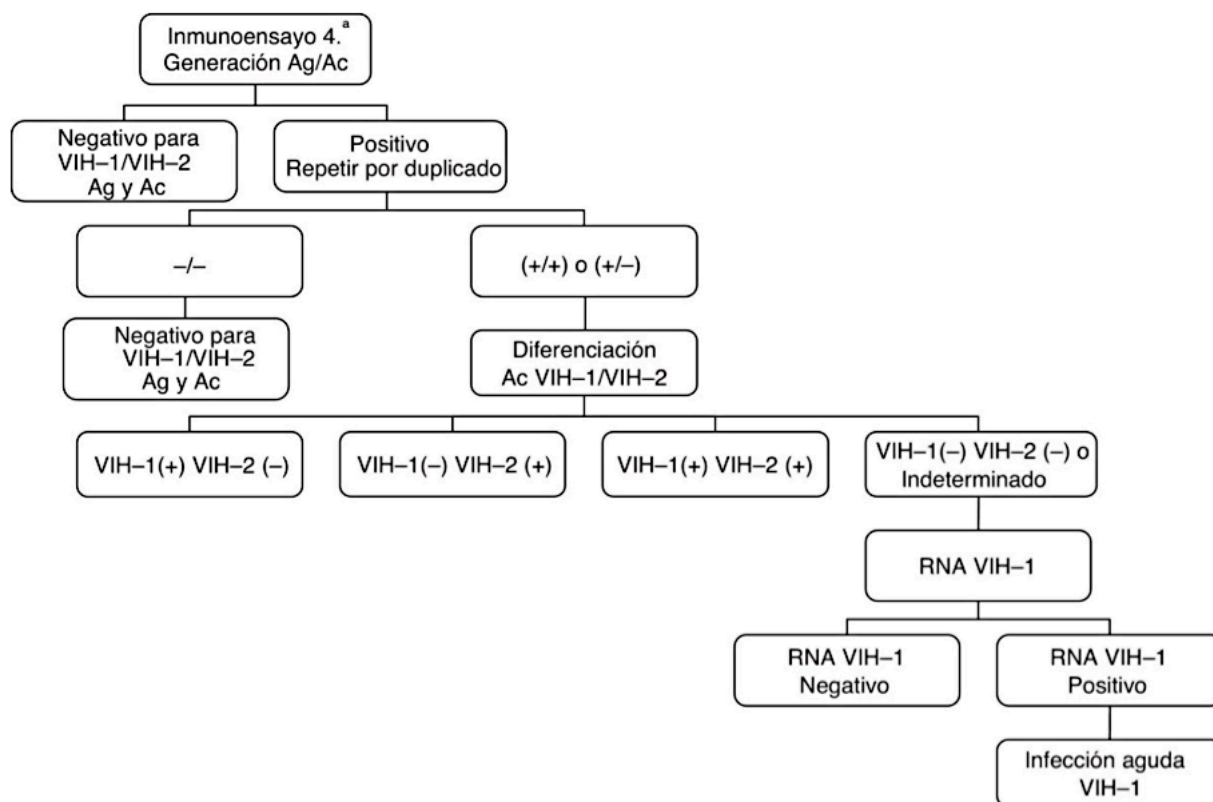 Inmunoensayo 4.ª
Generación Ag/Ac
Negativo para
VIH–1/VIH–2
Ag y Ac
Positivo
Repetir por duplicado
–/–
(+/+) o (+/–)
Negativo para
VIH–1/VIH–2
Ag y Ac
Diferenciación
Ac VIH–1/VIH–2
VIH–1(+) VIH–2 (–)
VIH–1(–) VIH–2 (+)
VIH–1(+) VIH–2 (+)
VIH–1(–) VIH–2 (–) o
Indeterminado
RNA VIH–1
RNA VIH–1
Negativo
RNA VIH–1
Positivo
Infección aguda
VIH–1